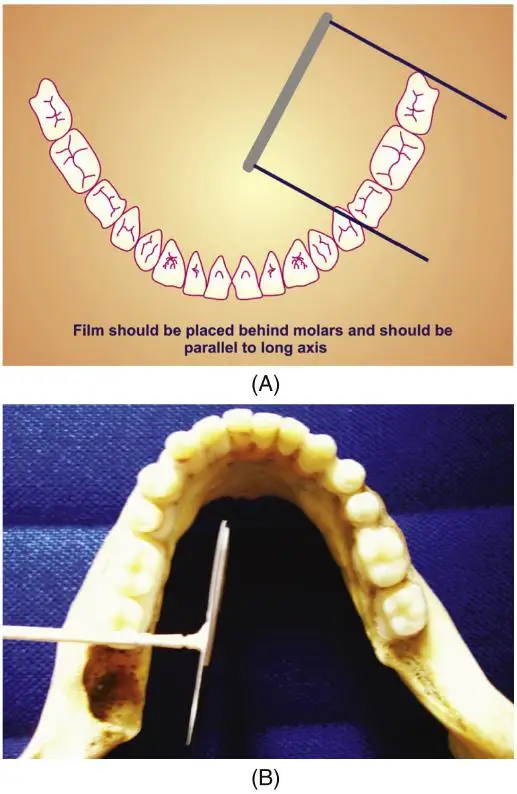 Film should be placed behind molars and should be
parallel to long axis
(A)
(B)